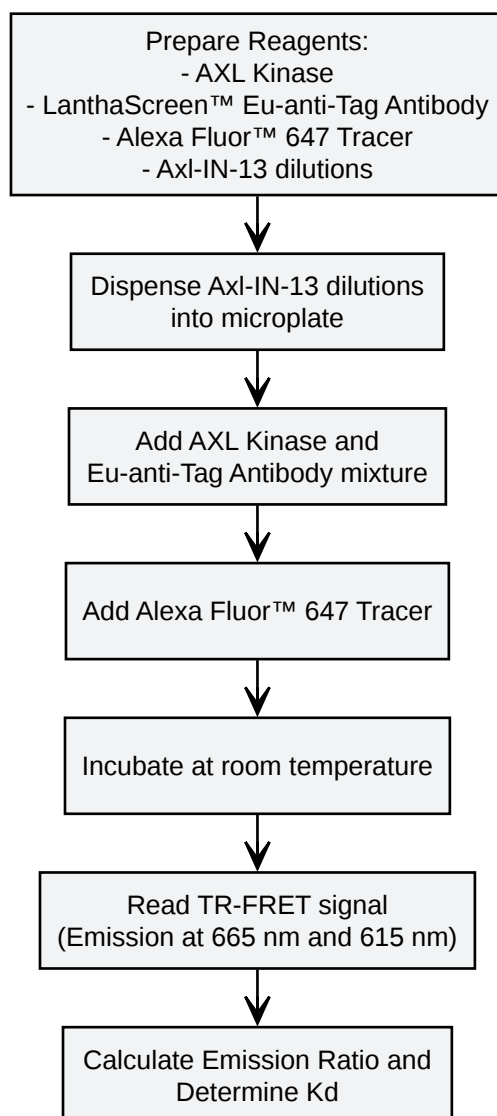 Prepare Reagents:
- AXL Kinase
- LanthaScreen™ Eu-anti-Tag Antibody
- Alexa Fluor™ 647 Tracer
- Axl-IN-13 dilutions
Dispense Axl-IN-13 dilutions
into microplate
Add AXL Kinase and
Eu-anti-Tag Antibody mixture
Add Alexa Fluor™ 647 Tracer
Incubate at room temperature
Read TR-FRET signal
(Emission at 665 nm and 615 nm)
Calculate Emission Ratio and
Determine Kd